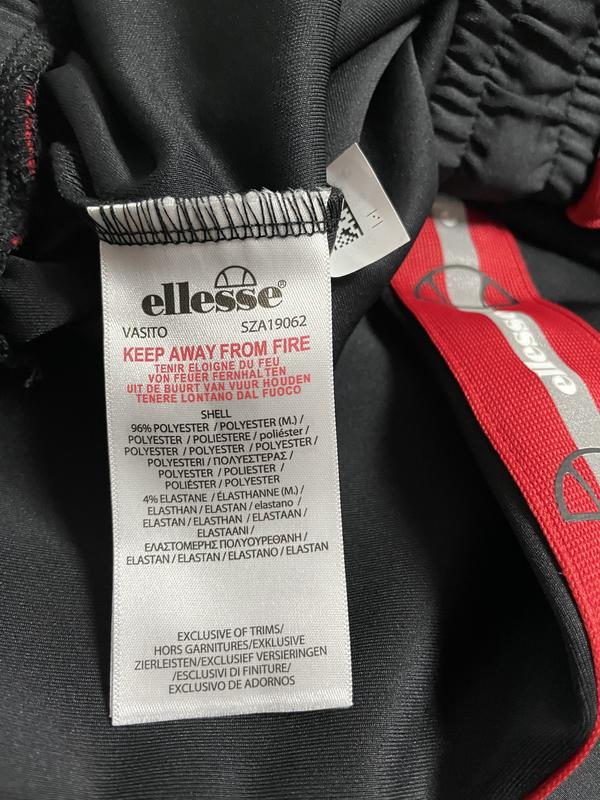 ellesse®
VASITO SZA19062
KEEP AWAY FROM FIRE
TENIR ELOIGNE DU FEU
VON FEUER FERNHALTEN
UIT DE BUURT VAN VUUR HOUDEN
TENERE LONTANO DAL FUOCO
SHELL
96% POLYESTER / POLYESTER (M.) /
POLYESTER / POLIESTERE / poliéster /
POLYESTER / POLYESTER / POLYESTER /
POLYESTERI / ΠΟΛΥΕΣΤΕΡΑΣ /
POLYESTER / POLIESTER /
POLIÉSTER / POLYESTER
4% ELASTANE / ÉLASTHANNE (M.) /
ELASTHAN / ELASTAN / elastano /
ELASTAN / ELASTHAN / ELASTAAN /
ELASTAANI /
ΕΛΑΣΤΟΜΕΡΗΣ ΠΟΛΥΟΥΡΕΘΑΝΗ /
ELASTAN / ELASTAN / ELASTANO / ELASTAN
EXCLUSIVE OF TRIMS/
HORS GARNITURES/EXKLUSIVE
ZIERLEISTEN/EXCLUSIEF VERSIERINGEN
/ESCLUSI DI FINITURE/
EXCLUSIVO DE ADORNOS
ellesse